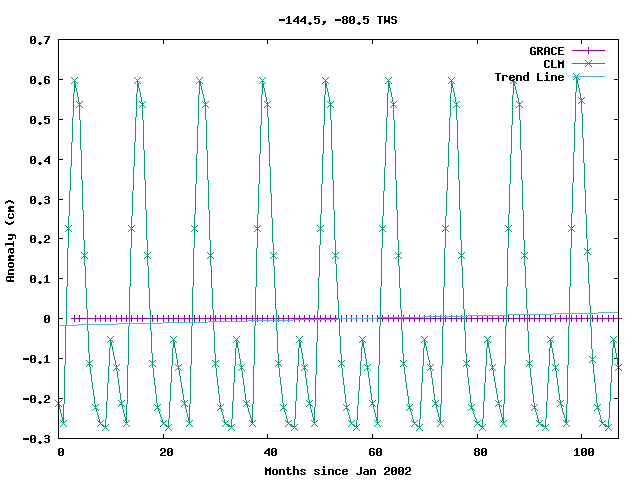 -144.5, -80.5 TWS
GRACE
CLM
Trend Line
0.7
0.6
0.5
0.4
0.3
0.2
0.1
0
-0.1
-0.2
-0.3
Anomaly (cm)
0 20 40 60 80 100
Months since Jan 2002